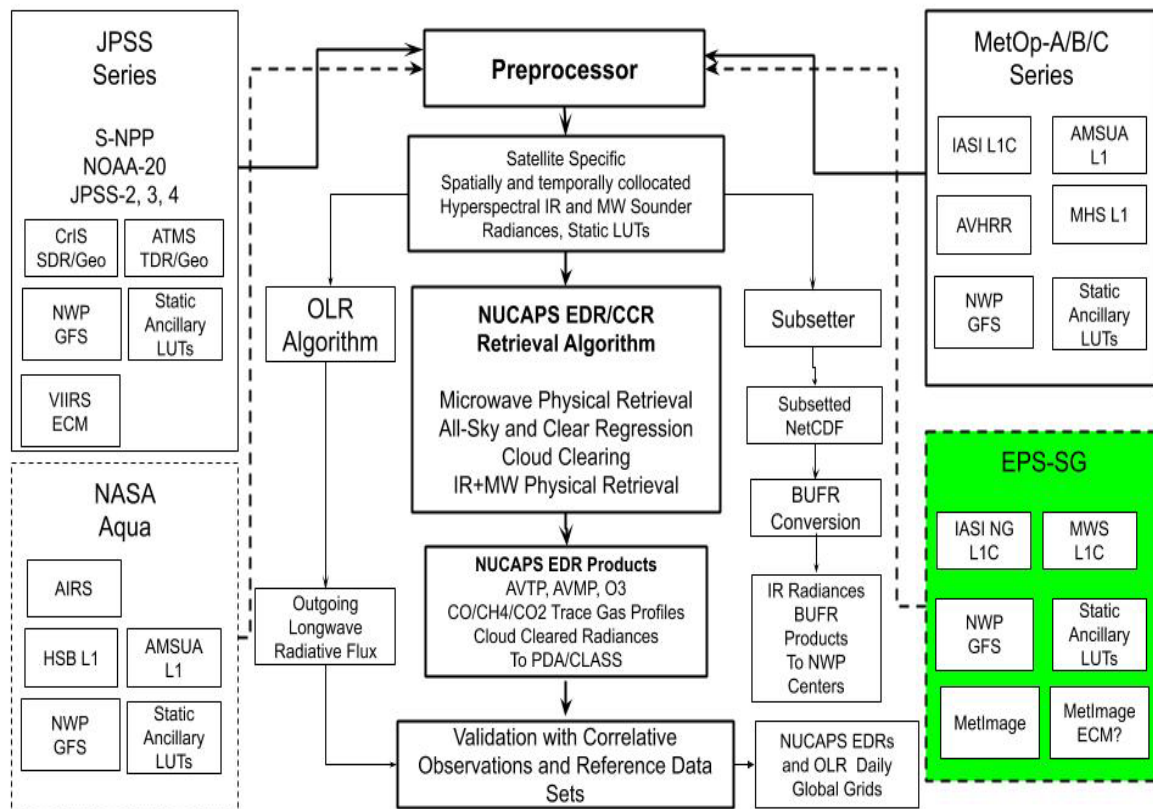 JPSS
Series
S-NPP
NOAA-20
JPSS-2, 3, 4
CrIS
SDR/Geo
ATMS
TDR/Geo
NWP
GFS
Static
Ancillary
LUTs
VIIRS
ECM
NASA
Aqua
AIRS
HSB L1
AMSUA
L1
NWP
GFS
Static
Ancillary
LUTs
Preprocessor
Satellite Specific
Spatially and temporally collocated
Hyperspectral IR and MW Sounder
Radiances, Static LUTs
OLR
Algorithm
Outgoing
Longwave
Radiative Flux
NUCAPS EDR/CCR
Retrieval Algorithm
Microwave Physical Retrieval
All-Sky and Clear Regression
Cloud Clearing
IR+MW Physical Retrieval
NUCAPS EDR Products
AVTP, AVMP, O3
CO/CH4/CO2 Trace Gas Profiles
Cloud Cleared Radiances
To PDA/CLASS
Validation with Correlative
Observations and Reference Data
Sets
Subsetter
Subsetted
NetCDF
BUFR
Conversion
IR Radiances
BUFR
Products
To NWP
Centers
NUCAPS EDRs
and OLR Daily
Global Grids
MetOp-A/B/C
Series
IASI L1C
AMSUA
L1
AVHRR
MHS L1
NWP
GFS
Static
Ancillary
LUTs
EPS-SG
IASI NG
L1C
MWS
L1C
NWP
GFS
Static
Ancillary
LUTs
MetImage
MetImage
ECM?